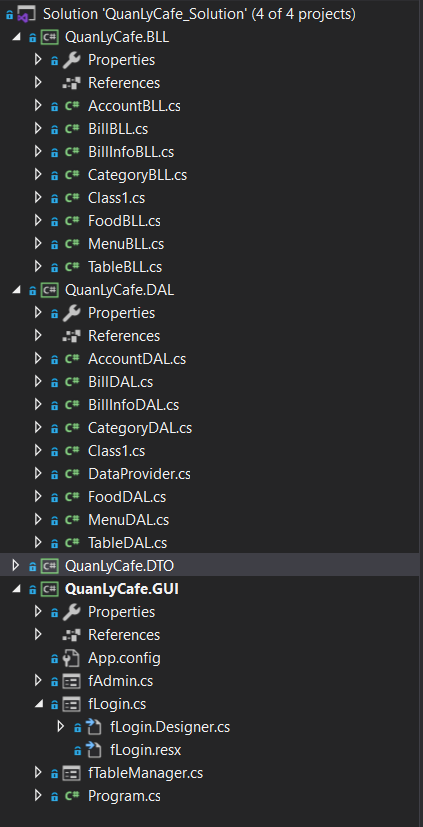 Solution 'QuanLyCafe_Solution' (4 of 4 projects)
C# QuanLyCafe.BLL
Properties
References
C# AccountBLL.cs
C# BillBLL.cs
C# BillInfoBLL.cs
C# CategoryBLL.cs
C# Class1.cs
C# FoodBLL.cs
C# MenuBLL.cs
C# TableBLL.cs
C# QuanLyCafe.DAL
Properties
References
C# AccountDAL.cs
C# BillDAL.cs
C# BillInfoDAL.cs
C# CategoryDAL.cs
C# Class1.cs
C# DataProvider.cs
C# FoodDAL.cs
C# MenuDAL.cs
C# TableDAL.cs
C# QuanLyCafe.DTO
C# QuanLyCafe.GUI
Properties
References
App.config
fAdmin.cs
fLogin.cs
fLogin.Designer.cs
fLogin.resx
fTableManager.cs
C# Program.cs